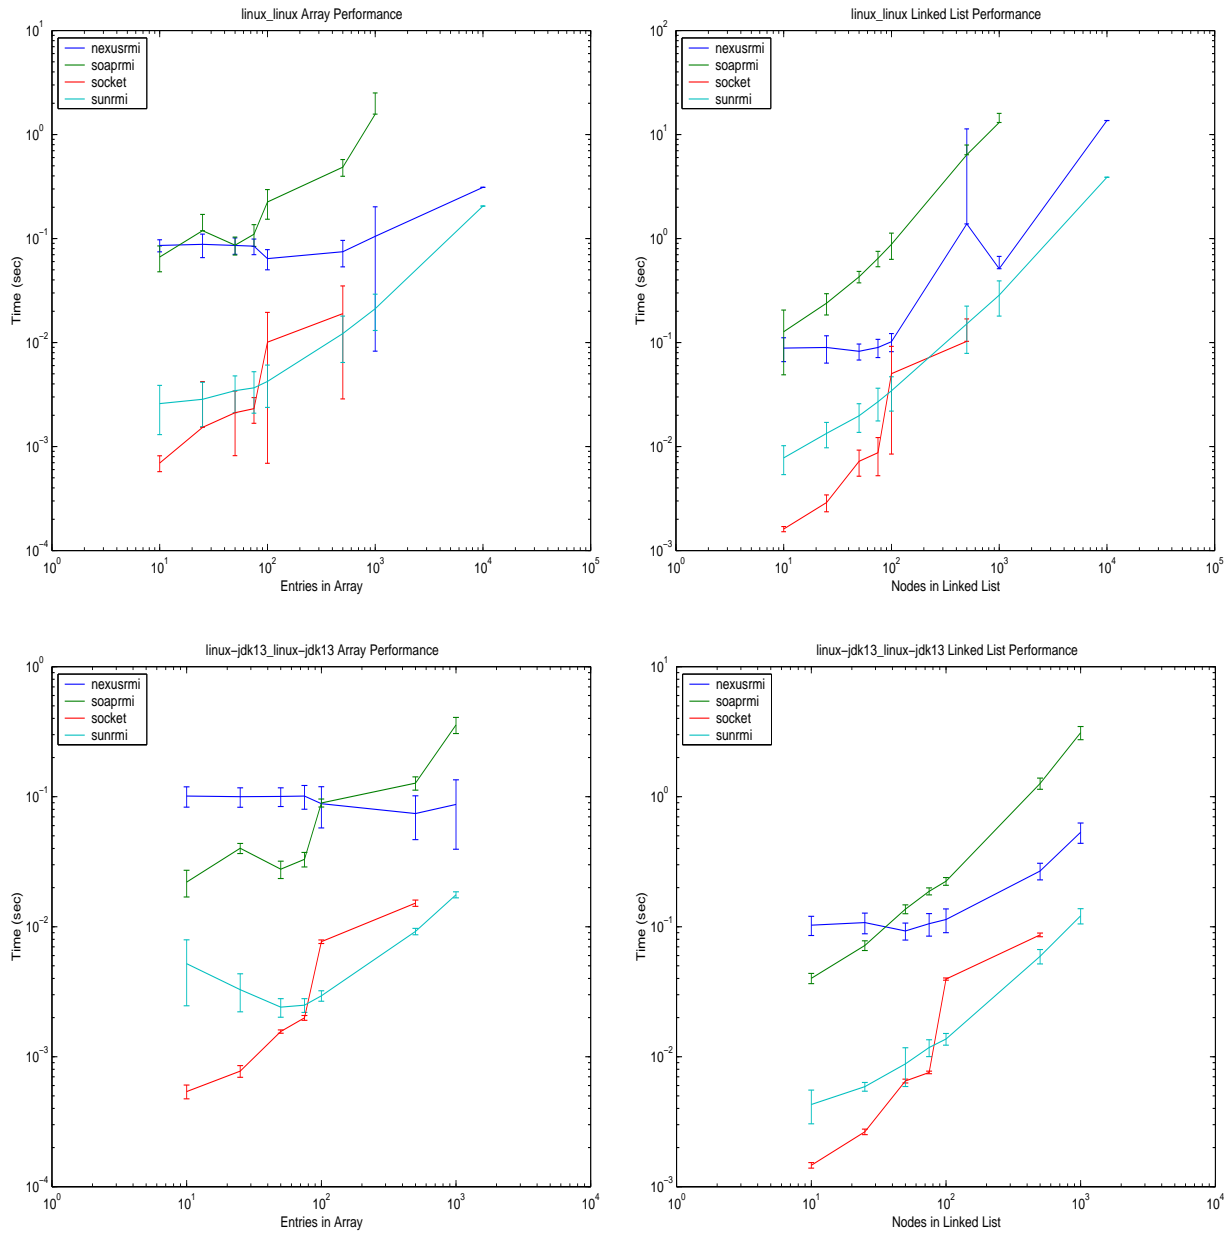 linux_linux Array Performance
10^1
10^0
10^−1
10^−2
10^−3
10^−4
Time (sec)
nexusrmi
soaprmi
socket
sunrmi
10^0 10^1 10^2 10^3 10^4 10^5
Entries in Array
linux_linux Linked List Performance
10^2
10^1
10^0
10^−1
10^−2
10^−3
Time (sec)
nexusrmi
soaprmi
socket
sunrmi
10^0 10^1 10^2 10^3 10^4 10^5
Nodes in Linked List
linux−jdk13_linux−jdk13 Array Performance
10^0
10^−1
10^−2
10^−3
10^−4
Time (sec)
nexusrmi
soaprmi
socket
sunrmi
10^0 10^1 10^2 10^3 10^4
Entries in Array
linux−jdk13_linux−jdk13 Linked List Performance
10^1
10^0
10^−1
10^−2
10^−3
Time (sec)
nexusrmi
soaprmi
socket
sunrmi
10^0 10^1 10^2 10^3 10^4
Nodes in Linked List